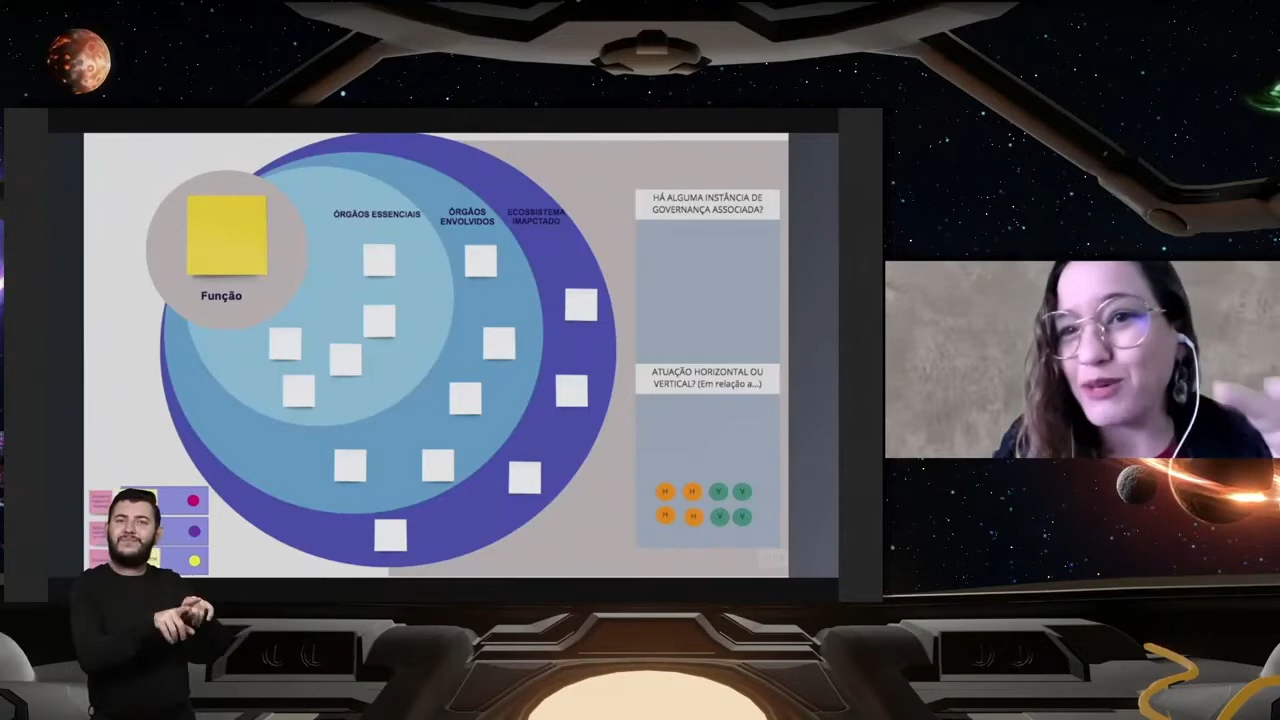 ÓRGÃOS ESSENCIAIS
ÓRGÃOS
ENVOLVIDOS
ECOSSISTEMA
IMAPCTADO
Função
HÁ ALGUMA INSTÂNCIA DE
GOVERNANÇA ASSOCIADA?
ATUAÇÃO HORIZONTAL OU
VERTICAL? (Em relação a...)
H H V V
H H V V